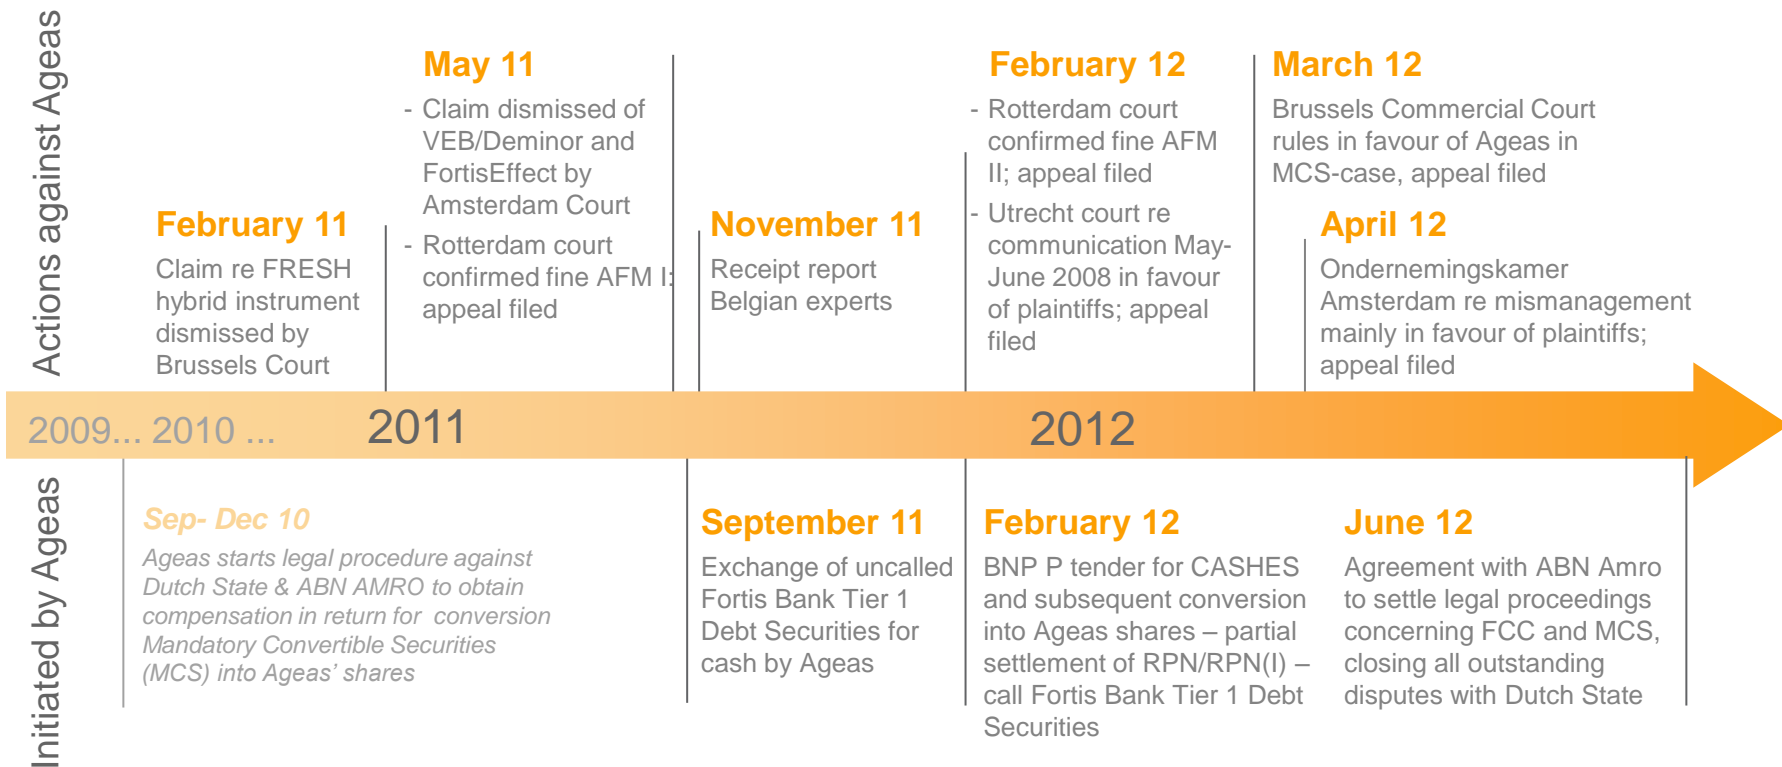 Actions against Ageas
February 11
Claim re FRESH
hybrid instrument
dismissed by
Brussels Court
May 11
- Claim dismissed of
VEB/Deminor and
FortisEffect by
Amsterdam Court
- Rotterdam court
confirmed fine AFM I:
appeal filed
November 11
Receipt report
Belgian experts
February 12
- Rotterdam court
confirmed fine AFM
II; appeal filed
- Utrecht court re
communication May-
June 2008 in favour
of plaintiffs; appeal
filed
March 12
Brussels Commercial Court
rules in favour of Ageas in
MCS-case, appeal filed
April 12
Ondernemingskamer
Amsterdam re mismanagement
mainly in favour of plaintiffs;
appeal filed
2009... 2010 ... 2011 2012
Initiated by Ageas
Sep- Dec 10
Ageas starts legal procedure against
Dutch State & ABN AMRO to obtain
compensation in return for conversion
Mandatory Convertible Securities
(MCS) into Ageas' shares
September 11
Exchange of uncalled
Fortis Bank Tier 1
Debt Securities for
cash by Ageas
February 12
BNP P tender for CASHES
and subsequent conversion
into Ageas shares – partial
settlement of RPN/RPN(I) –
call Fortis Bank Tier 1 Debt
Securities
June 12
Agreement with ABN Amro
to settle legal proceedings
concerning FCC and MCS,
closing all outstanding
disputes with Dutch State